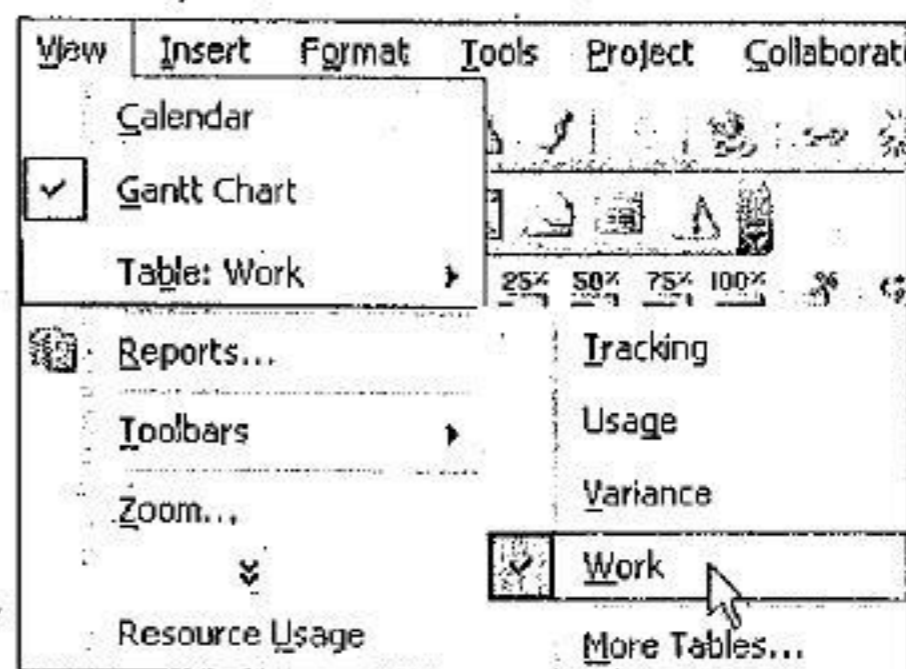 View Insert Format Tools Project Collaborat
Calendar
Gantt Chart
Table: Work
25% 50% 75% 100% %
Reports...
Tracking
Toolbars
Usage
Zoom...
Variance
Work
Resource Usage
More Tables...